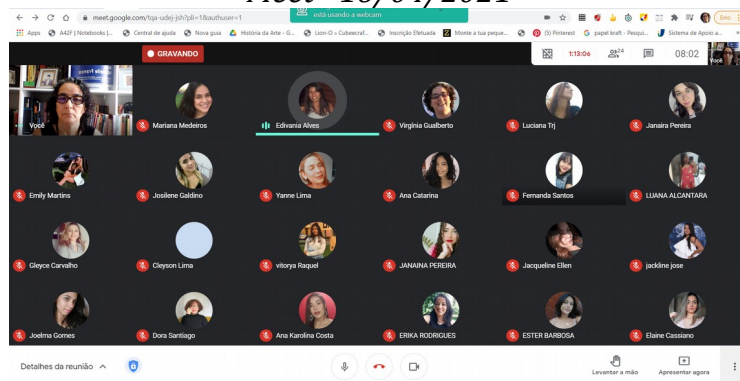 está usando a webcam
meet.google.com/tqa-udej-jsh?pli=1&authuser=1
Apps A42F | Notebooks |... Central de ajuda Nova guia História da Arte - G... Lion-O » Cubeecraf... Inscrição Efetuada Monte a tua peque... (5) Pinterest papel kraft - Pesqui... Sistema de Apoio a...
GRAVANDO
1:13:06 24 08:02 Você
Você Mariana Medeiros Edivania Alves Virgínia Gualberto Luciana Trj Janaira Pereira
Emily Martins Josilene Galdino Yanne Lima Ana Catarina Fernanda Santos LUANA ALCANTARA
Gleyce Carvalho Cleyson Lima vitorya Raquel JANAINA PEREIRA Jacqueline Ellen jackline jose
Joelma Gomes Dora Santiago Ana Karolina Costa ERIKA RODRIGUES ESTER BARBOSA Elaine Cassiano
Detalhes da reunião Levantar a mão Apresentar agora